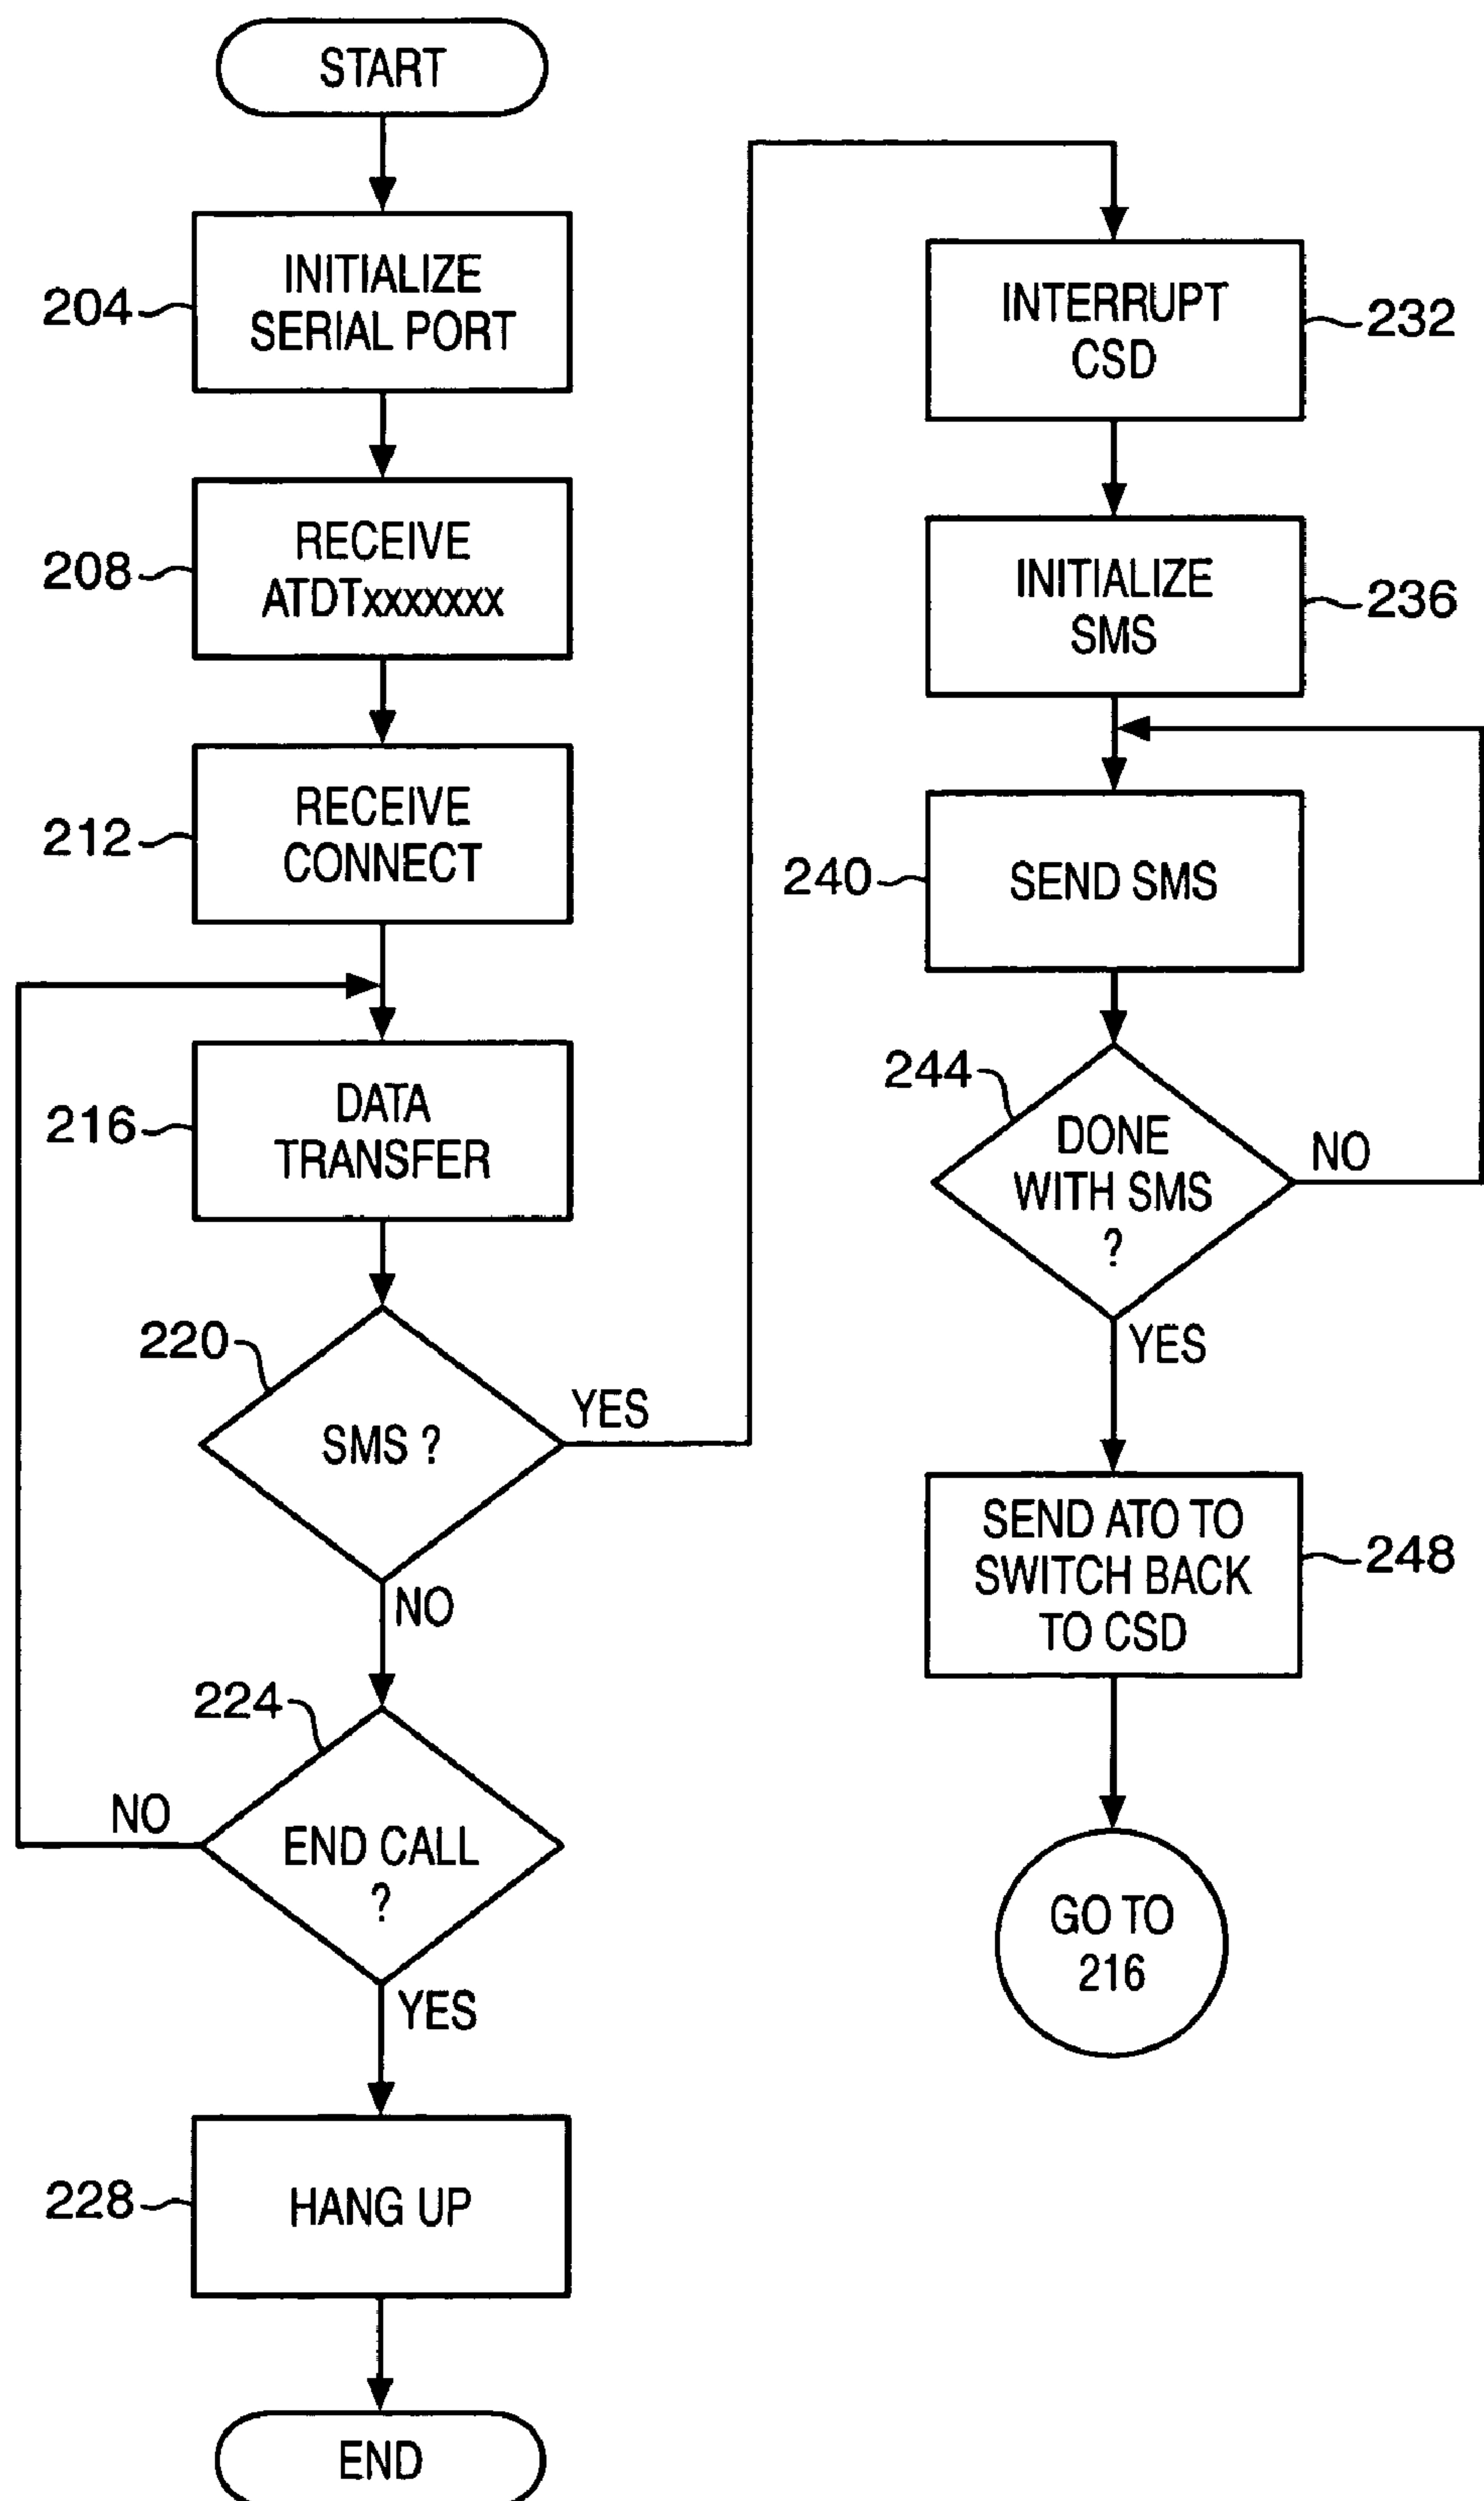 START
204
INITIALIZE
SERIAL PORT
208
RECEIVE
ATDTxxxxxxx
212
RECEIVE
CONNECT
216
DATA
TRANSFER
220
SMS ?
YES
NO
224
END CALL
?
NO
YES
228
HANG UP
END
INTERRUPT
CSD
232
INITIALIZE
SMS
236
240
SEND SMS
244
DONE
WITH SMS
?
NO
YES
SEND ATO TO
SWITCH BACK
TO CSD
248
GO TO
216